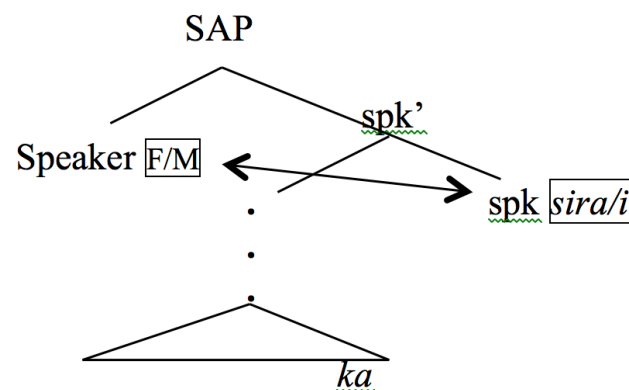 SAP
spk’
Speaker F/M
spk sira/i
ka